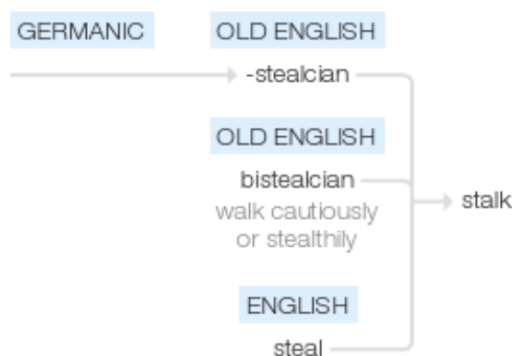 GERMANIC OLD ENGLISH
-stealcian
OLD ENGLISH
bistealcian
stalk
walk cautiously
or stealthily
ENGLISH
steal